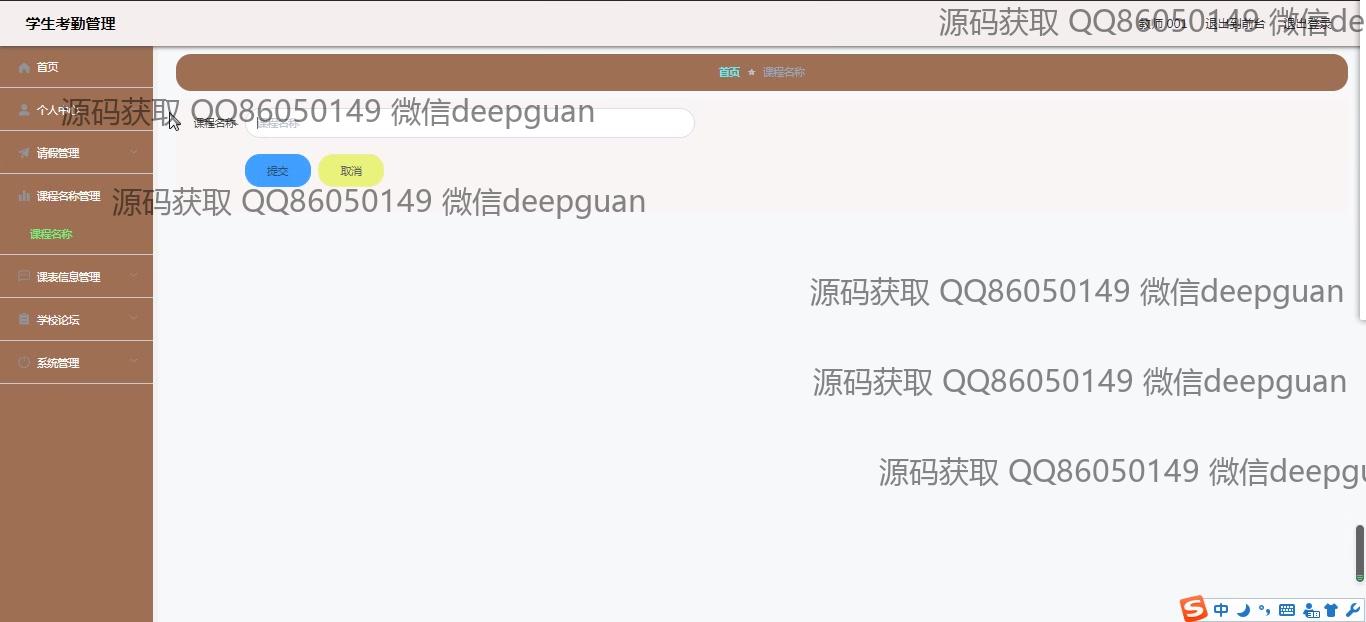 学生考勤管理
教师 001 退出到前台 退出登录
源码获取 QQ86050149 微信de
首页
首页 课程名称
个人中心
源码获取 QQ86050149 微信deepguan
课程名称 课程名称
请假管理
提交 取消
课程名称管理
源码获取 QQ86050149 微信deepguan
课程名称
课表信息管理
源码获取 QQ86050149 微信deepguan
学校论坛
系统管理
源码获取 QQ86050149 微信deepguan
源码获取 QQ86050149 微信deepgu
S 中